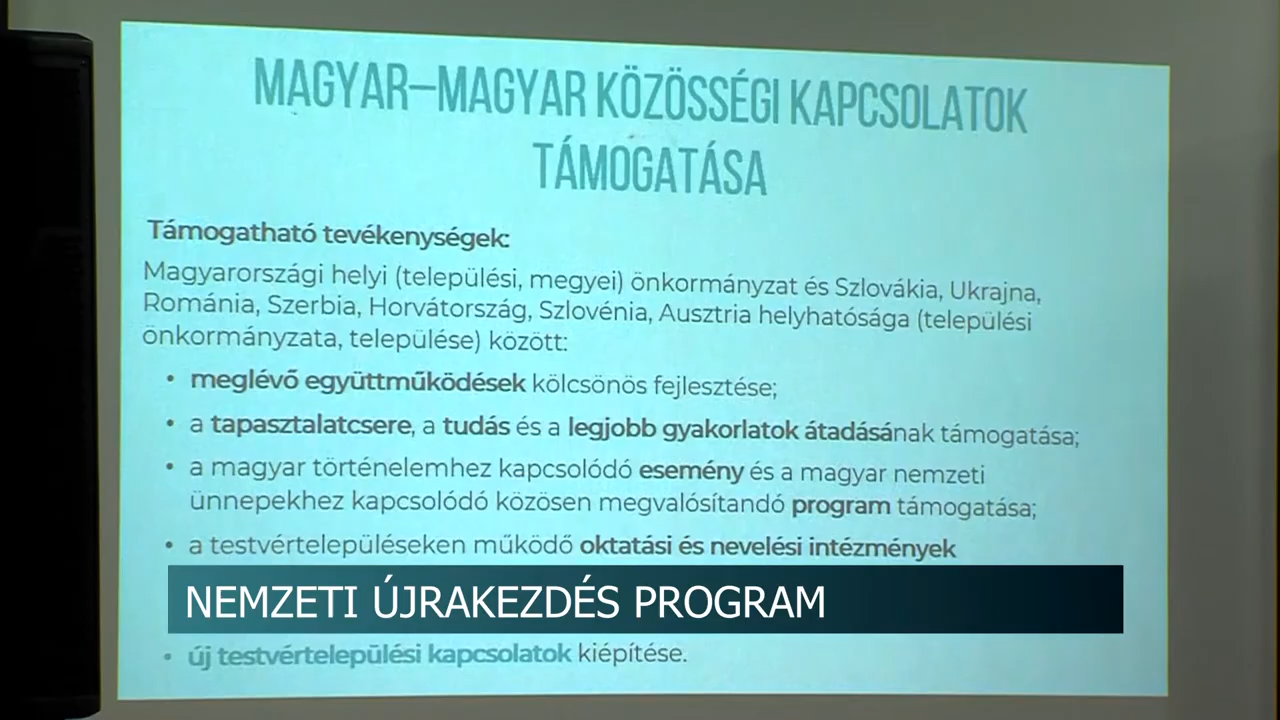 MAGYAR–MAGYAR KÖZÖSSÉGI KAPCSOLATOK
TÁMOGATÁSA
Támogatható tevékenységek:
Magyarországi helyi (települési, megyei) önkormányzat és Szlovákia, Ukrajna,
Románia, Szerbia, Horvátország, Szlovénia, Ausztria helyhatósága (települési
önkormányzata, települése) között:
• meglévő együttműködések kölcsönös fejlesztése;
• a tapasztalatcsere, a tudás és a legjobb gyakorlatok átadásának támogatása;
• a magyar történelemhez kapcsolódó esemény és a magyar nemzeti
ünnepekhez kapcsolódó közösen megvalósítandó program támogatása;
• a testvértelepüléseken működő oktatási és nevelési intézmények
NEMZETI ÚJRAKEZDÉS PROGRAM
• új testvértelepülési kapcsolatok kiépítése.